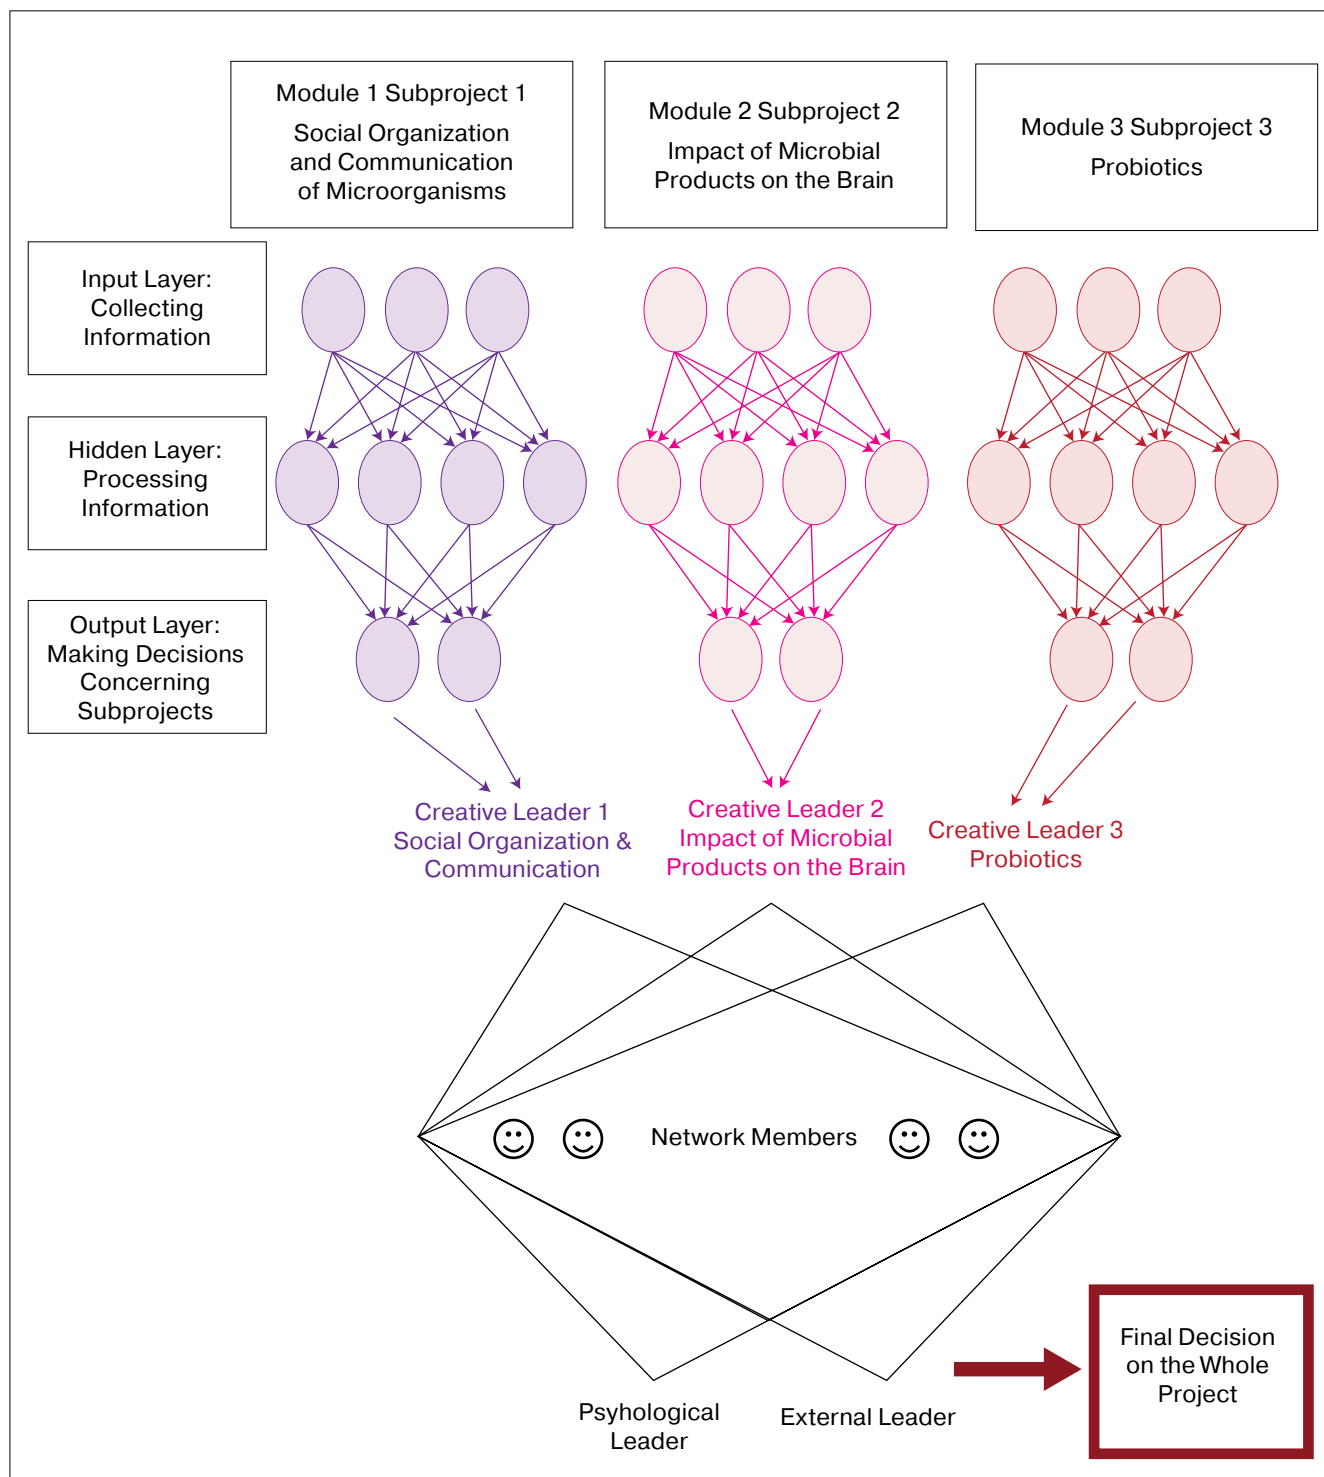 Module 1 Subproject 1
Social Organization
and Communication
of Microorganisms
Module 2 Subproject 2
Impact of Microbial
Products on the Brain
Module 3 Subproject 3
Probiotics
Input Layer:
Collecting
Information
Hidden Layer:
Processing
Information
Output Layer:
Making Decisions
Concerning
Subprojects
Creative Leader 1
Social Organization &
Communication
Creative Leader 2
Impact of Microbial
Products on the Brain
Creative Leader 3
Probiotics
Network Members
Psyhological
Leader
External Leader
Final Decision
on the Whole
Project